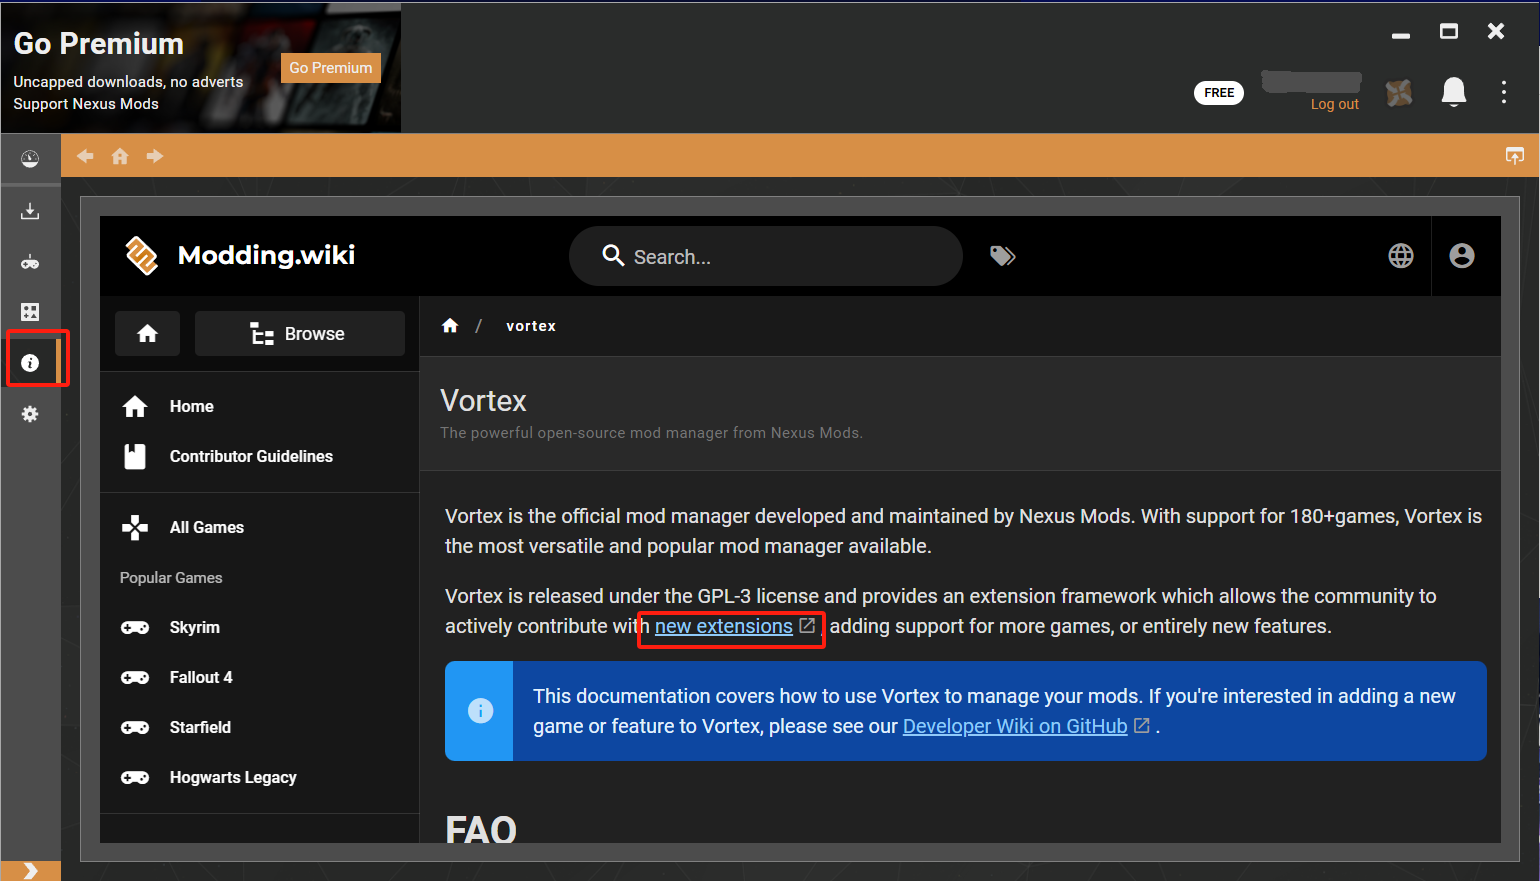 Go Premium
Uncapped downloads, no adverts
Support Nexus Mods
Go Premium
FREE
Log out
Modding.wiki
Search...
Browse
/ vortex
Home
Contributor Guidelines
All Games
Popular Games
Skyrim
Fallout 4
Starfield
Hogwarts Legacy
Vortex
The powerful open-source mod manager from Nexus Mods.
Vortex is the official mod manager developed and maintained by Nexus Mods. With support for 180+games, Vortex is
the most versatile and popular mod manager available.
Vortex is released under the GPL-3 license and provides an extension framework which allows the community to
actively contribute with new extensions , adding support for more games, or entirely new features.
This documentation covers how to use Vortex to manage your mods. If you're interested in adding a new
game or feature to Vortex, please see our Developer Wiki on GitHub .
FAQ